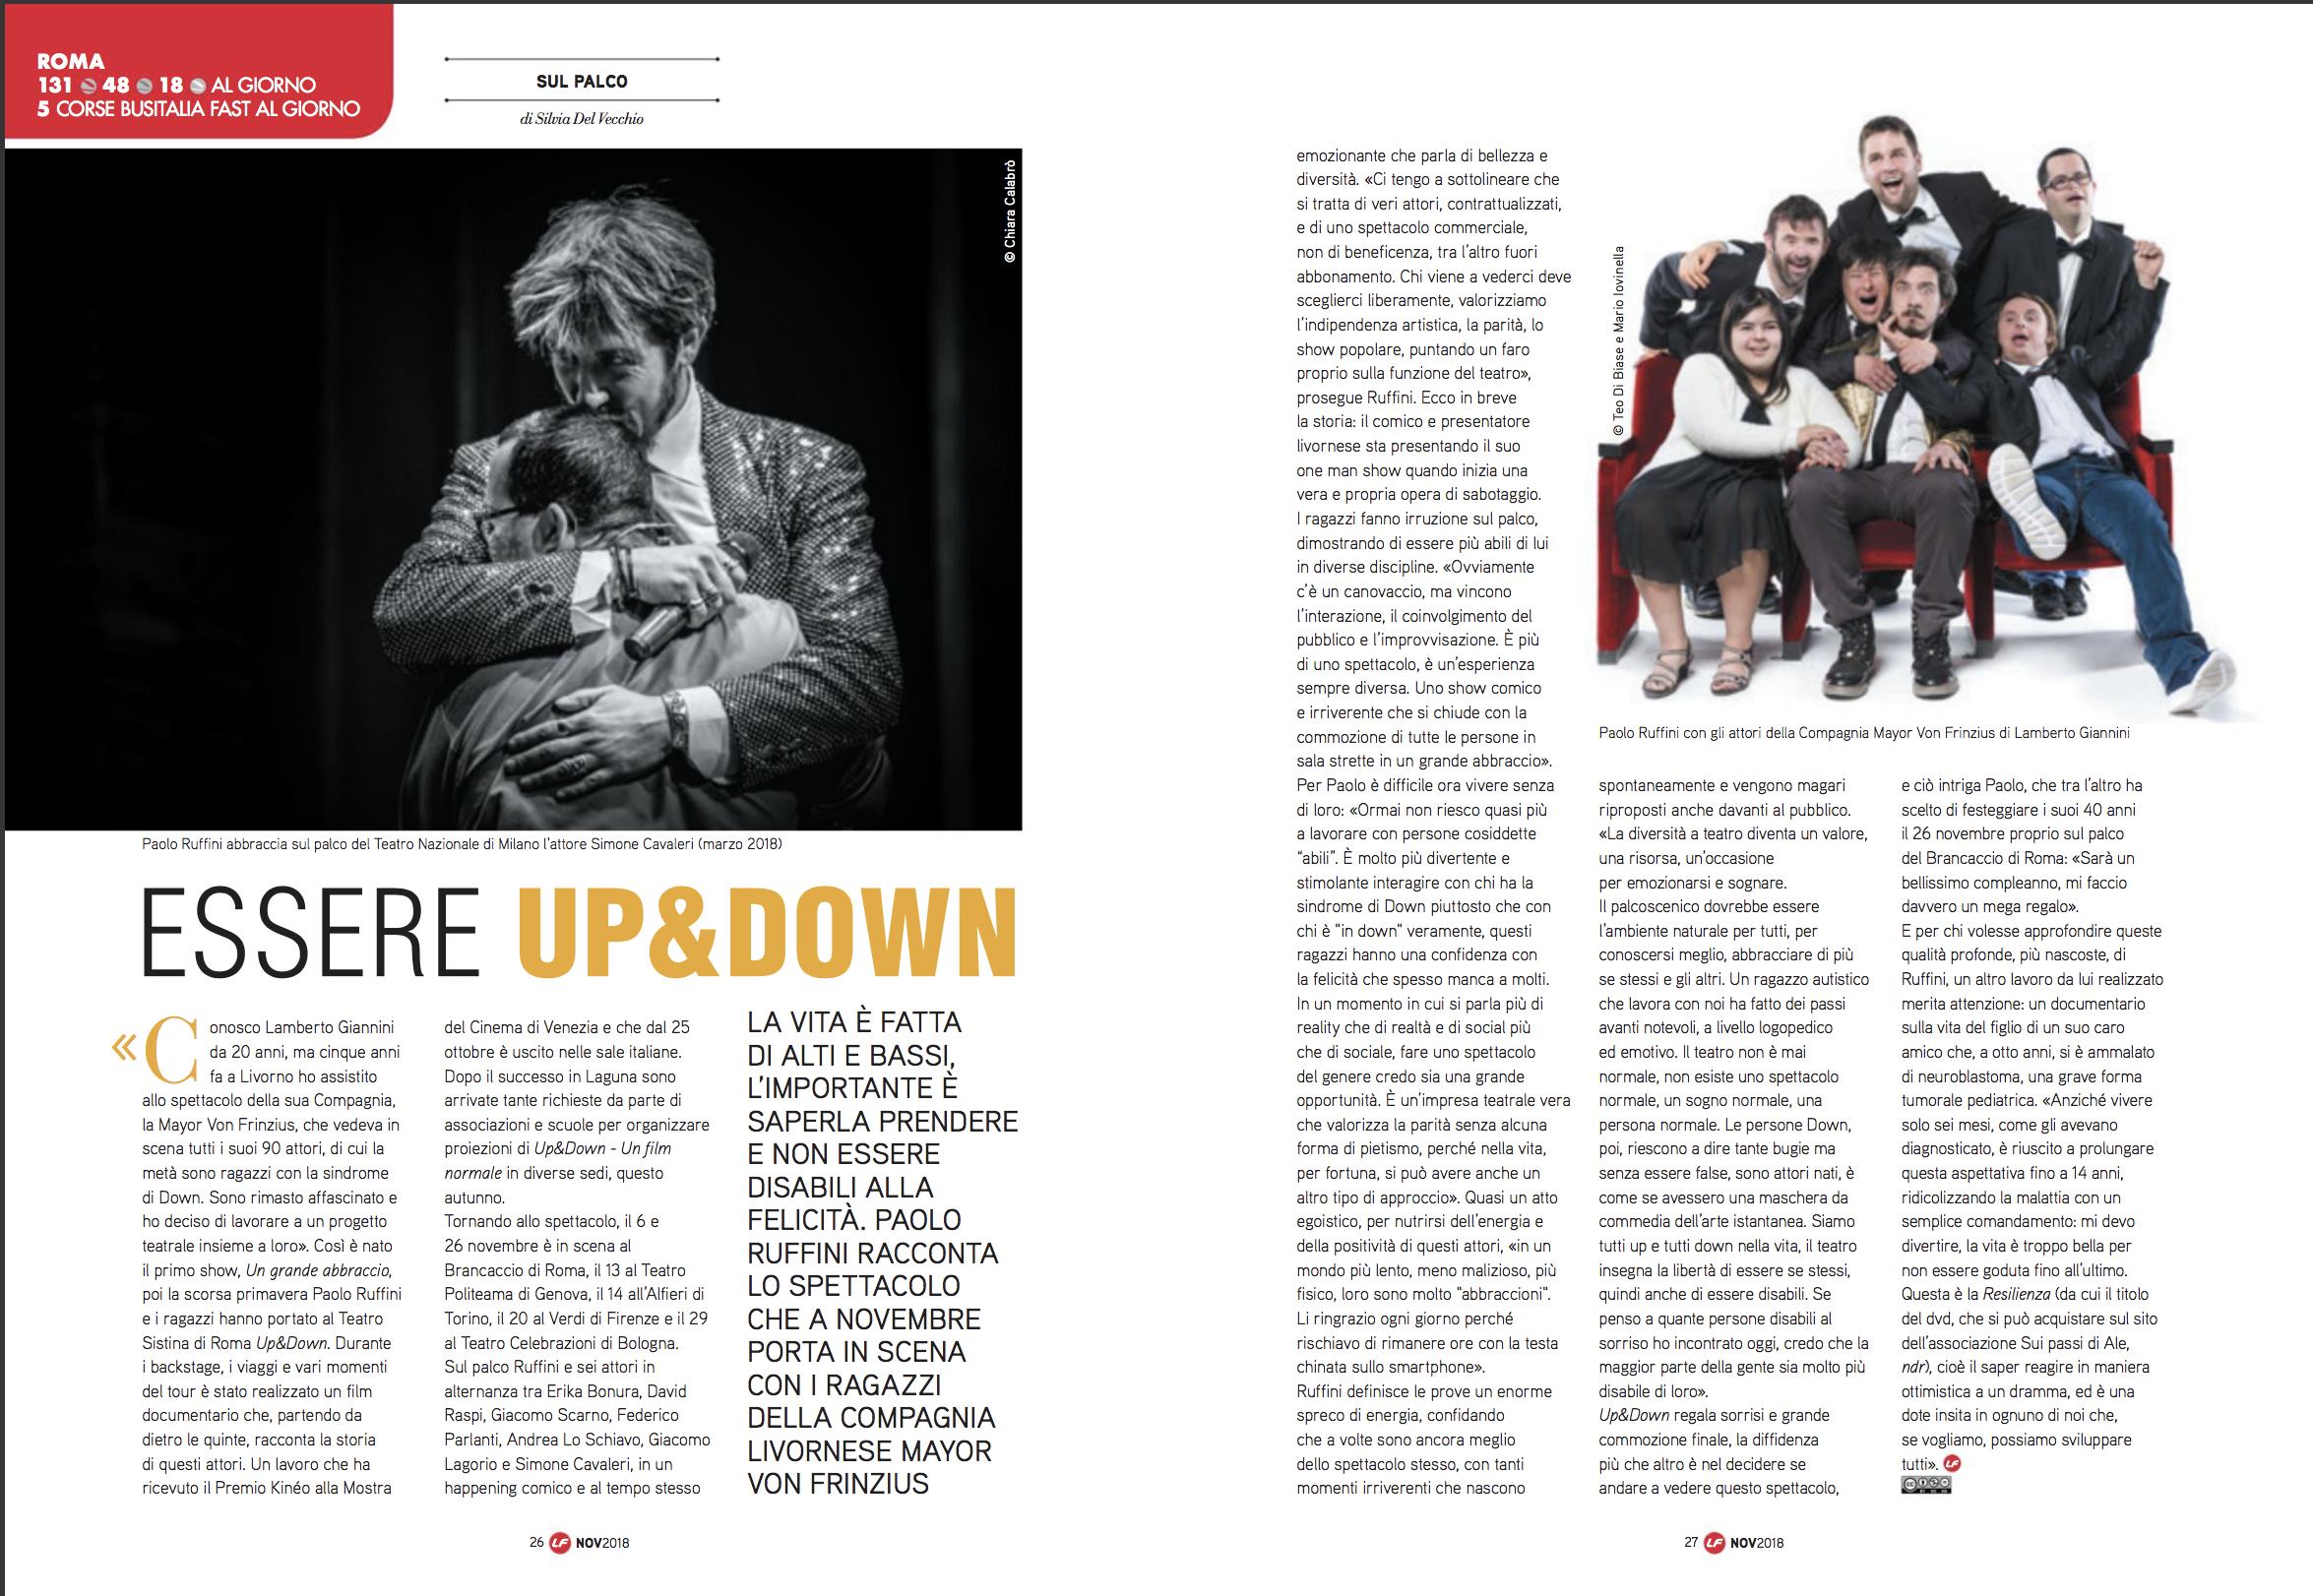 ROMA
131 48 18 AL GIORNO
5 CORSE BUSITALIA FAST AL GIORNO
SUL PALCO
di Silvia Del Vecchio
© Chiara Calabrò
Paolo Ruffini abbraccia sul palco del Teatro Nazionale di Milano l'attore Simone Cavaleri (marzo 2018)
ESSERE UP&DOWN
«Conosco Lamberto Giannini
da 20 anni, ma cinque anni
fa a Livorno ho assistito
allo spettacolo della sua Compagnia,
la Mayor Von Frinzius, che vedeva in
scena tutti i suoi 90 attori, di cui la
metà sono ragazzi con la sindrome
di Down. Sono rimasto affascinato e
ho deciso di lavorare a un progetto
teatrale insieme a loro». Così è nato
il primo show, Un grande abbraccio,
poi la scorsa primavera Paolo Ruffini
e i ragazzi hanno portato al Teatro
Sistina di Roma Up&Down. Durante
i backstage, i viaggi e vari momenti
del tour è stato realizzato un film
documentario che, partendo da
dietro le quinte, racconta la storia
di questi attori. Un lavoro che ha
ricevuto il Premio Kinéo alla Mostra
del Cinema di Venezia e che dal 25
ottobre è uscito nelle sale italiane.
Dopo il successo in Laguna sono
arrivate tante richieste da parte di
associazioni e scuole per organizzare
proiezioni di Up&Down - Un film
normale in diverse sedi, questo
autunno.
Tornando allo spettacolo, il 6 e
26 novembre è in scena al
Brancaccio di Roma, il 13 al Teatro
Politeama di Genova, il 14 all'Alfieri di
Torino, il 20 al Verdi di Firenze e il 29
al Teatro Celebrazioni di Bologna.
Sul palco Ruffini e sei attori in
alternanza tra Erika Bonura, David
Raspi, Giacomo Scarno, Federico
Parlanti, Andrea Lo Schiavo, Giacomo
Lagorio e Simone Cavaleri, in un
happening comico e al tempo stesso
LA VITA È FATTA
DI ALTI E BASSI,
L'IMPORTANTE È
SAPERLA PRENDERE
E NON ESSERE
DISABILI ALLA
FELICITÀ. PAOLO
RUFFINI RACCONTA
LO SPETTACOLO
CHE A NOVEMBRE
PORTA IN SCENA
CON I RAGAZZI
DELLA COMPAGNIA
LIVORNESE MAYOR
VON FRINZIUS
26 LF NOV2018
emozionante che parla di bellezza e
diversità. «Ci tengo a sottolineare che
si tratta di veri attori, contrattualizzati,
e di uno spettacolo commerciale,
non di beneficenza, tra l'altro fuori
abbonamento. Chi viene a vederci deve
sceglierci liberamente, valorizziamo
l'indipendenza artistica, la parità, lo
show popolare, puntando un faro
proprio sulla funzione del teatro»,
prosegue Ruffini. Ecco in breve
la storia: il comico e presentatore
livornese sta presentando il suo
one man show quando inizia una
vera e propria opera di sabotaggio.
I ragazzi fanno irruzione sul palco,
dimostrando di essere più abili di lui
in diverse discipline. «Ovviamente
c'è un canovaccio, ma vincono
l'interazione, il coinvolgimento del
pubblico e l'improvvisazione. È più
di uno spettacolo, è un'esperienza
sempre diversa. Uno show comico
e irriverente che si chiude con la
commozione di tutte le persone in
sala strette in un grande abbraccio».
Per Paolo è difficile ora vivere senza
di loro: «Ormai non riesco quasi più
a lavorare con persone cosiddette
“abili”. È molto più divertente e
stimolante interagire con chi ha la
sindrome di Down piuttosto che con
chi è "in down" veramente, questi
ragazzi hanno una confidenza con
la felicità che spesso manca a molti.
In un momento in cui si parla più di
reality che di realtà e di social più
che di sociale, fare uno spettacolo
del genere credo sia una grande
opportunità. È un'impresa teatrale vera
che valorizza la parità senza alcuna
forma di pietismo, perché nella vita,
per fortuna, si può avere anche un
altro tipo di approccio». Quasi un atto
egoistico, per nutrirsi dell'energia e
della positività di questi attori, «in un
mondo più lento, meno malizioso, più
fisico, loro sono molto "abbraccioni".
Li ringrazio ogni giorno perché
rischiavo di rimanere ore con la testa
chinata sullo smartphone».
Ruffini definisce le prove un enorme
spreco di energia, confidando
che a volte sono ancora meglio
dello spettacolo stesso, con tanti
momenti irriverenti che nascono
© Teo Di Biase e Mario Iovinella
Paolo Ruffini con gli attori della Compagnia Mayor Von Frinzius di Lamberto Giannini
spontaneamente e vengono magari
riproposti anche davanti al pubblico.
«La diversità a teatro diventa un valore,
una risorsa, un'occasione
per emozionarsi e sognare.
Il palcoscenico dovrebbe essere
l'ambiente naturale per tutti, per
conoscersi meglio, abbracciare di più
se stessi e gli altri. Un ragazzo autistico
che lavora con noi ha fatto dei passi
avanti notevoli, a livello logopedico
ed emotivo. Il teatro non è mai
normale, non esiste uno spettacolo
normale, un sogno normale, una
persona normale. Le persone Down,
poi, riescono a dire tante bugie ma
senza essere false, sono attori nati, è
come se avessero una maschera da
commedia dell'arte istantanea. Siamo
tutti up e tutti down nella vita, il teatro
insegna la libertà di essere se stessi,
quindi anche di essere disabili. Se
penso a quante persone disabili al
sorriso ho incontrato oggi, credo che la
maggior parte della gente sia molto più
disabile di loro».
Up&Down regala sorrisi e grande
commozione finale, la diffidenza
più che altro è nel decidere se
andare a vedere questo spettacolo,
e ciò intriga Paolo, che tra l'altro ha
scelto di festeggiare i suoi 40 anni
il 26 novembre proprio sul palco
del Brancaccio di Roma: «Sarà un
bellissimo compleanno, mi faccio
davvero un mega regalo».
E per chi volesse approfondire queste
qualità profonde, più nascoste, di
Ruffini, un altro lavoro da lui realizzato
merita attenzione: un documentario
sulla vita del figlio di un suo caro
amico che, a otto anni, si è ammalato
di neuroblastoma, una grave forma
tumorale pediatrica. «Anziché vivere
solo sei mesi, come gli avevano
diagnosticato, è riuscito a prolungare
questa aspettativa fino a 14 anni,
ridicolizzando la malattia con un
semplice comandamento: mi devo
divertire, la vita è troppo bella per
non essere goduta fino all'ultimo.
Questa è la Resilienza (da cui il titolo
del dvd, che si può acquistare sul sito
dell'associazione Sui passi di Ale,
ndr), cioè il saper reagire in maniera
ottimistica a un dramma, ed è una
dote insita in ognuno di noi che,
se vogliamo, possiamo sviluppare
tutti». LF
27 LF NOV2018